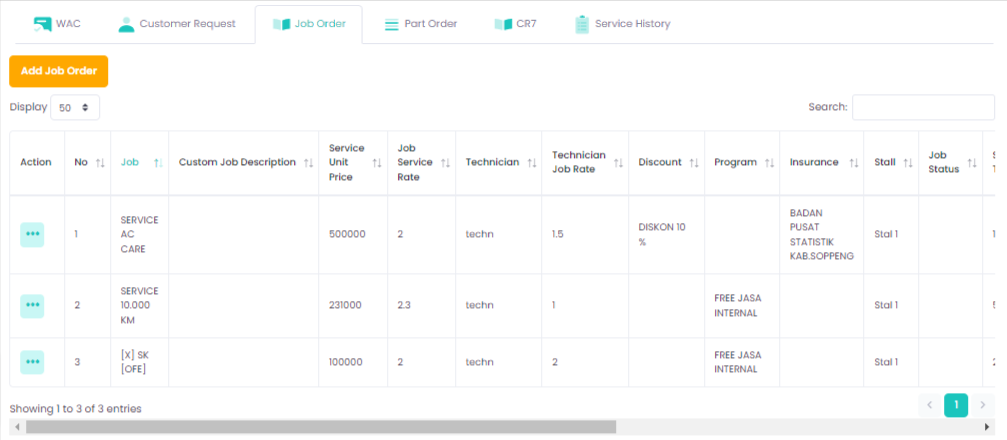 WAC Customer Request Job Order Part Order CR7 Service History
Add Job Order
Display 50 Search:
Action No Job Custom Job Description Service Unit Price Job Service Rate Technician Technician Job Rate Discount Program Insurance Stall Job Status
1 SERVICE AC CARE 500000 2 techn 1.5 DISKON 10 % BADAN PUSAT STATISTIK KAB.SOPPENG Stal 1
2 SERVICE 10.000 KM 231000 2.3 techn 1 FREE JASA INTERNAL Stal 1
3 [X] SK [OFE] 100000 2 techn 2 FREE JASA INTERNAL Stal 1
Showing 1 to 3 of 3 entries
1